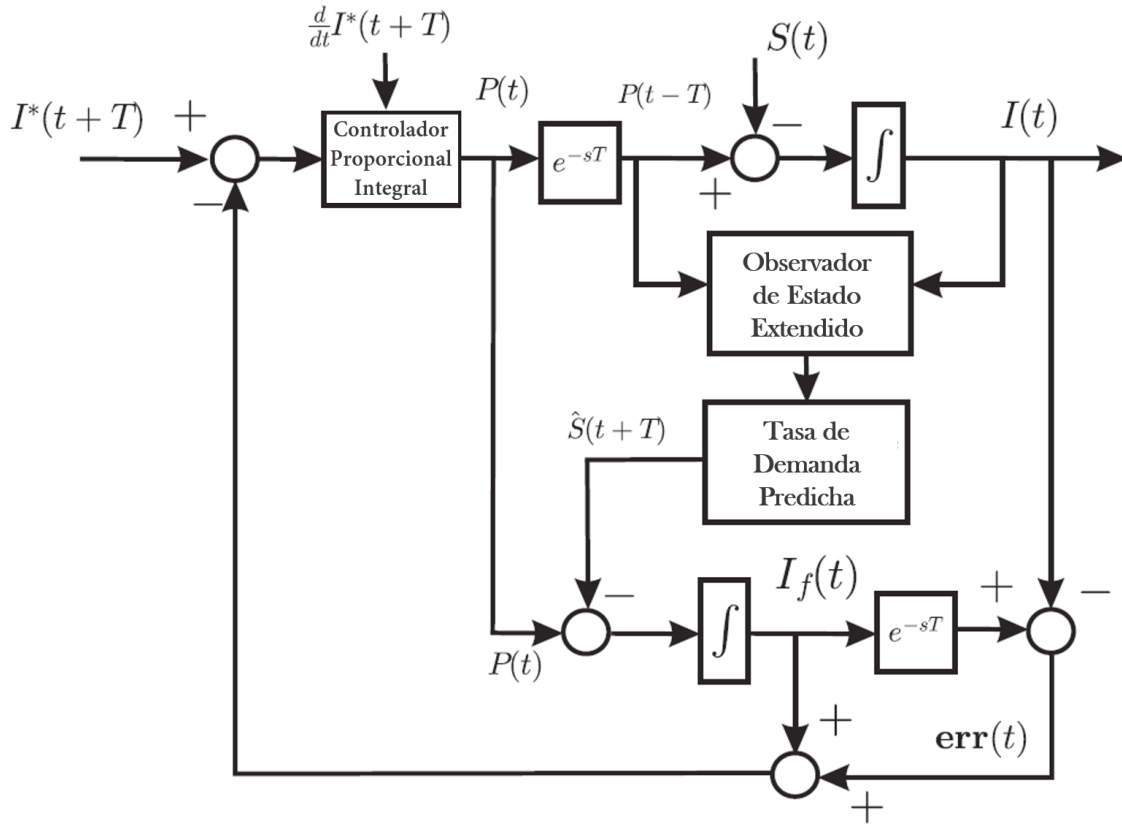 d/dt I*(t + T)
S(t)
I*(t + T)
+
Controlador
Proporcional
Integral
P(t)
e^{-sT}
P(t − T)
−
+
∫
I(t)
−
Observador
de Estado
Extendido
Ŝ(t + T)
Tasa de
Demanda
Predicha
P(t)
−
∫
I_f(t)
e^{-sT}
+
−
+
err(t)
+